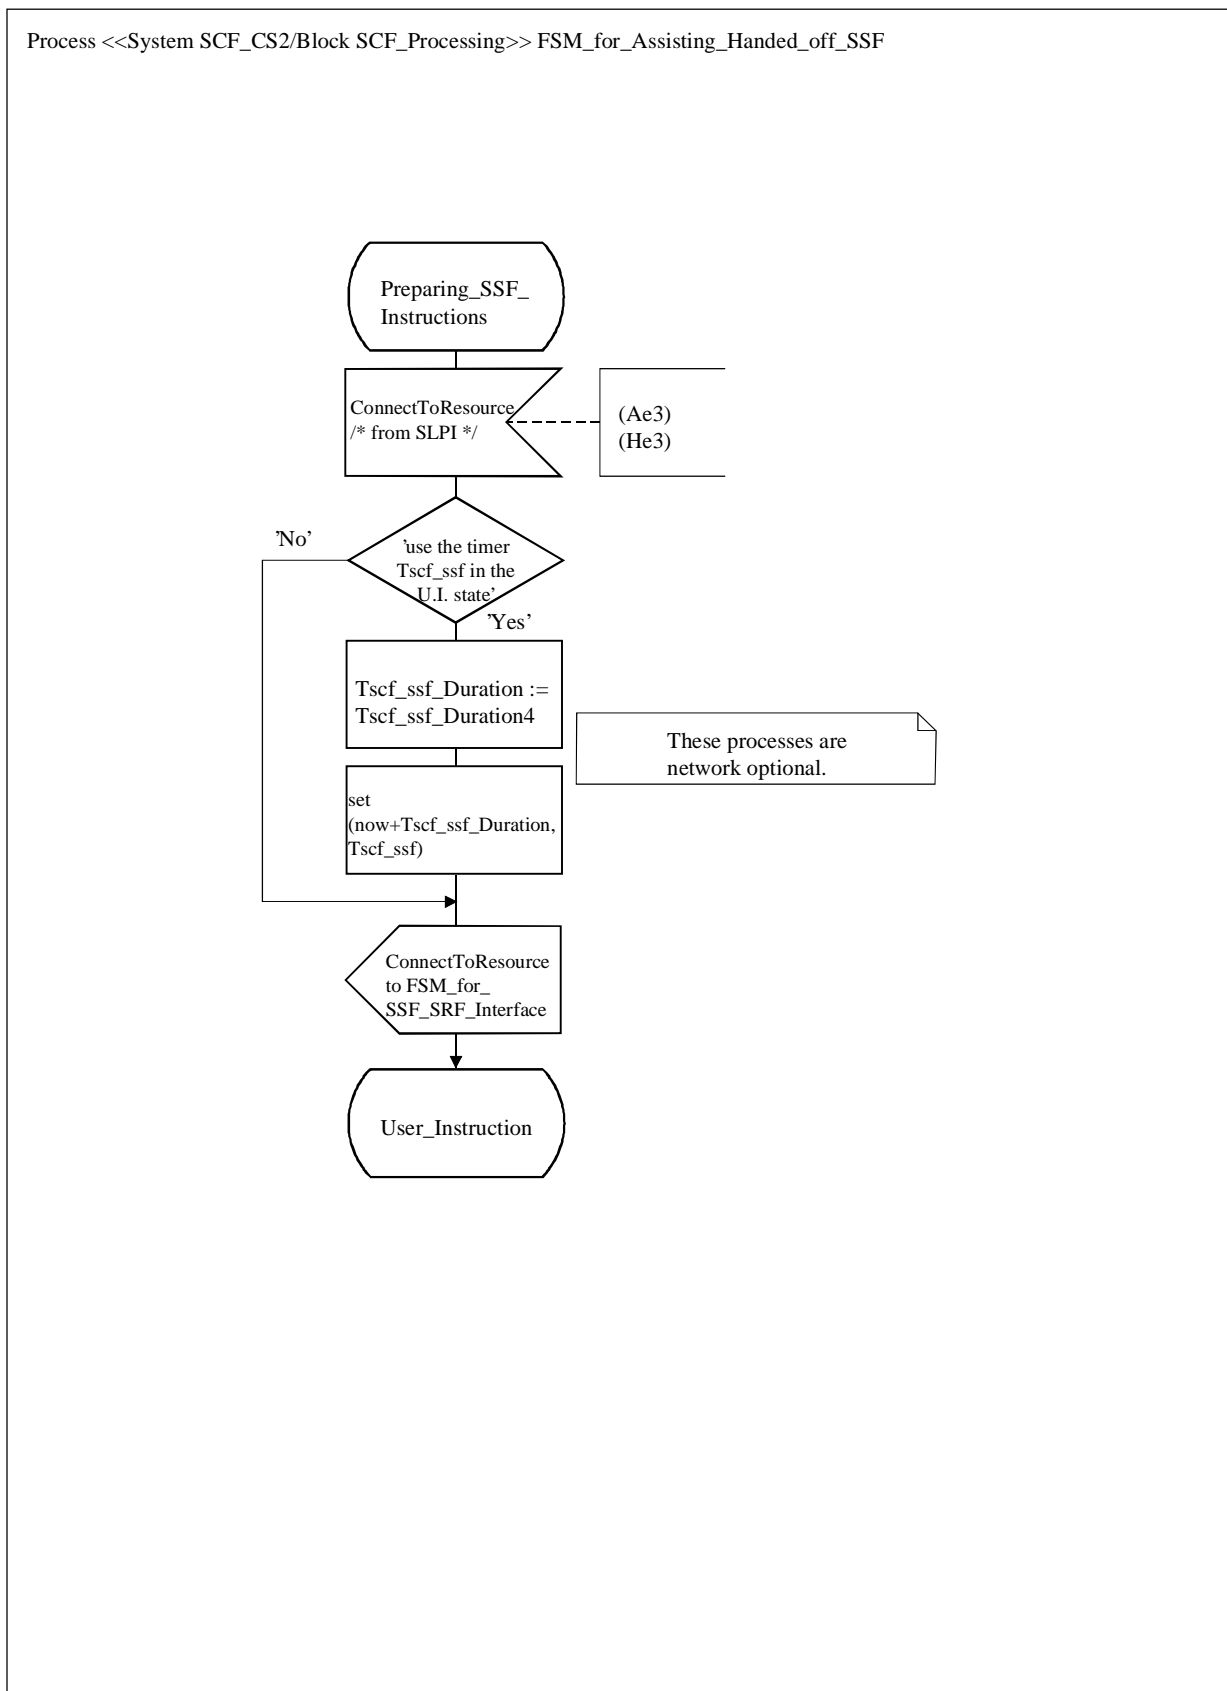 Process <<System SCF_CS2/Block SCF_Processing>> FSM_for_Assisting_Handed_off_SSF
Preparing_SSF_
Instructions
ConnectToResource
/* from SLPI */
(Ae3)
(He3)
'No'
'use the timer
Tscf_ssf in the
U.I. state'
'Yes'
Tscf_ssf_Duration :=
Tscf_ssf_Duration4
These processes are
network optional.
set
(now+Tscf_ssf_Duration,
Tscf_ssf)
ConnectToResource
to FSM_for_
SSF_SRF_Interface
User_Instruction